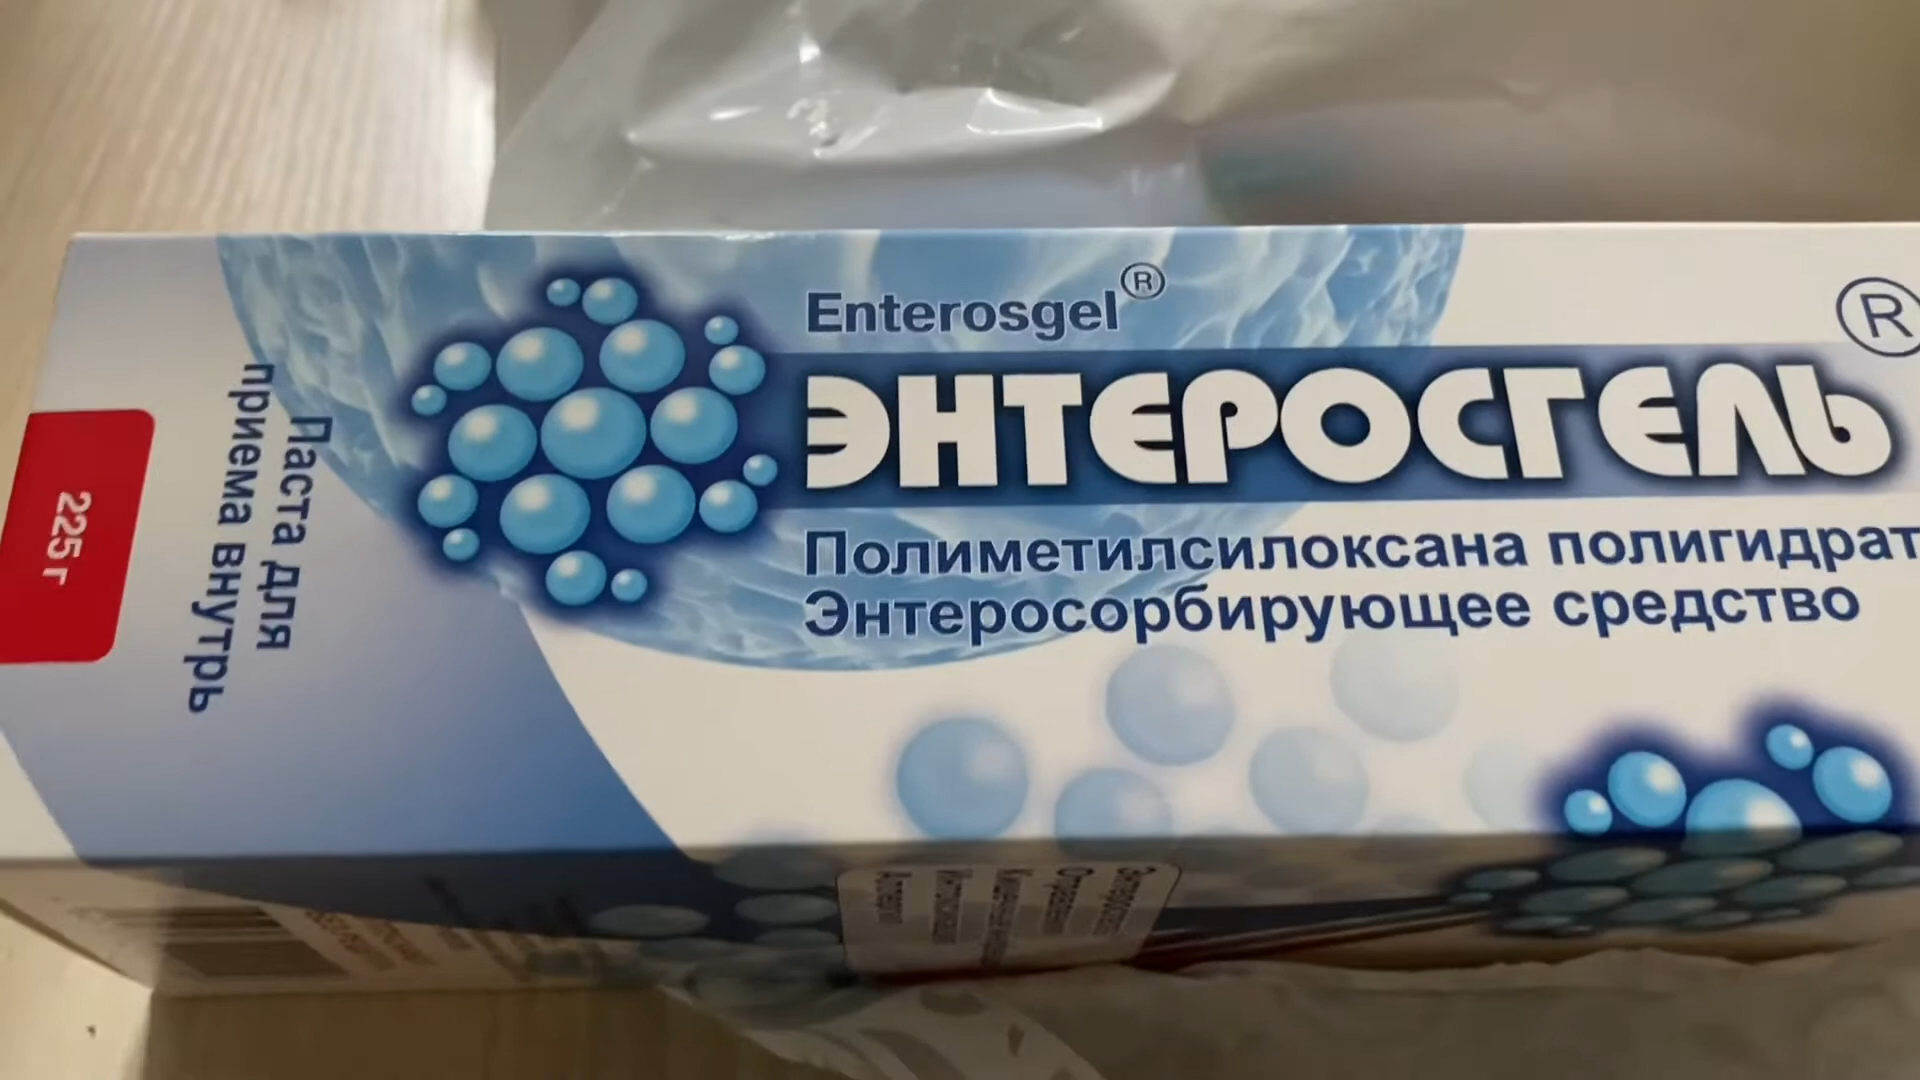 Enterosgel®
ЭНТЕРОСГЕЛЬ®
Полиметилсилоксана полигидрат
Энтеросорбирующее средство
Паста для
приема внутрь
225 г